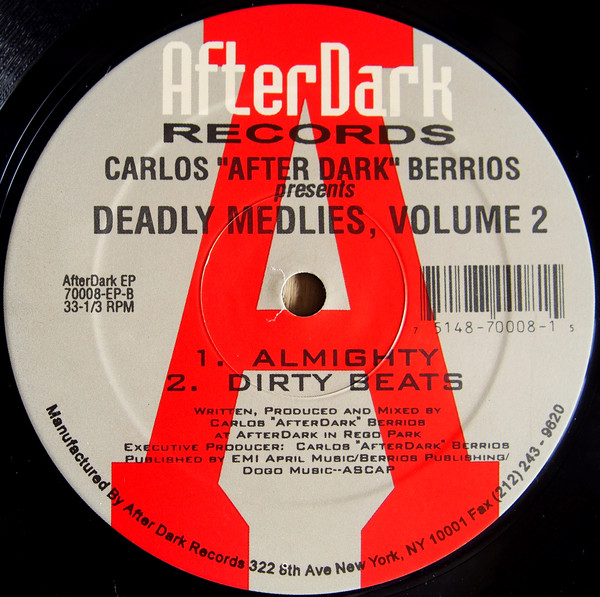 AfterDark
RECORDS
CARLOS "AFTER DARK" BERRIOS
presents
DEADLY MEDLIES, VOLUME 2
AfterDark EP
70008-EP-B
33-1/3 RPM
7 5148-70008-1 5
1. ALMIGHTY
2. DIRTY BEATS
WRITTEN, PRODUCED AND MIXED BY
CARLOS "AFTERDARK" BERRIOS
AT AFTERDARK IN REGO PARK
EXECUTIVE PRODUCER: CARLOS "AFTERDARK" BERRIOS
PUBLISHED BY EMI APRIL MUSIC/BERRIOS PUBLISHING/
DOGO MUSIC--ASCAP
Manufactured By After Dark Records 322 8th Ave New York, NY 10001 Fax (212) 243 - 9620